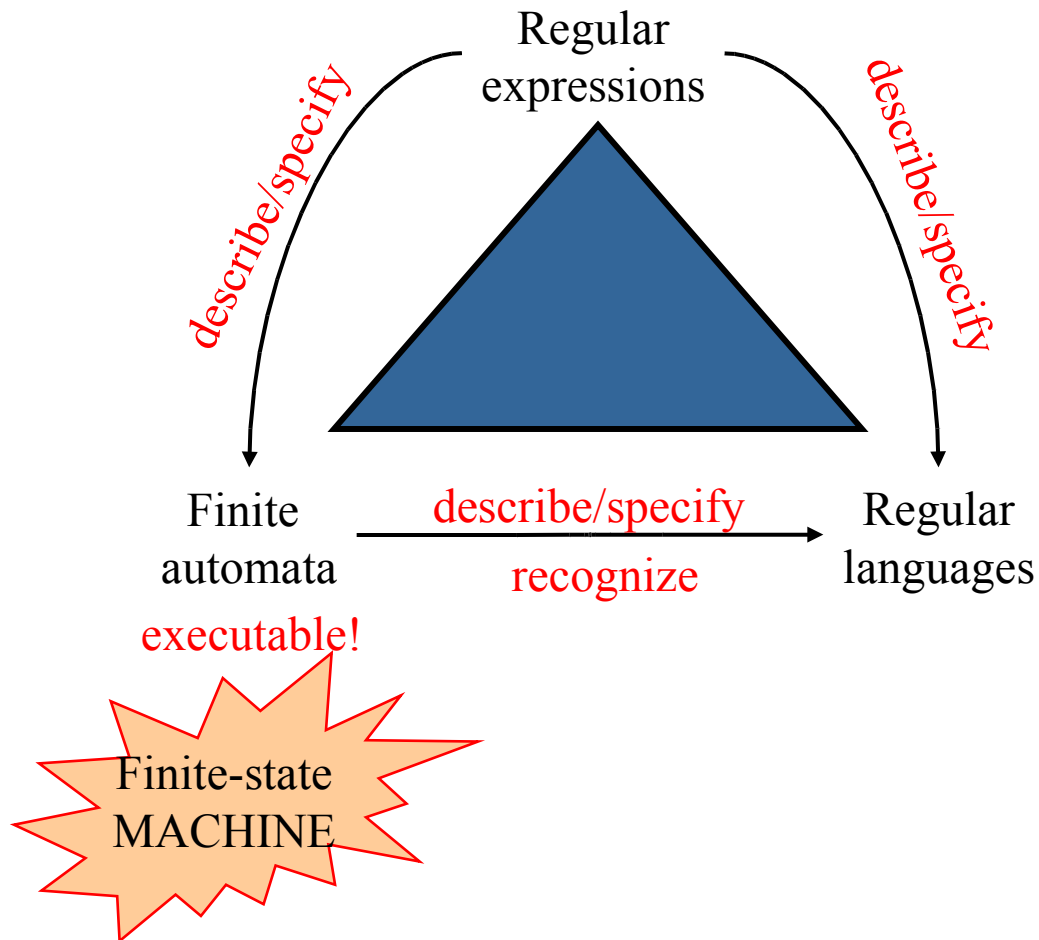 Regular
expressions
describe/specify
describe/specify
Finite
automata
describe/specify
recognize
Regular
languages
executable!
Finite-state
MACHINE